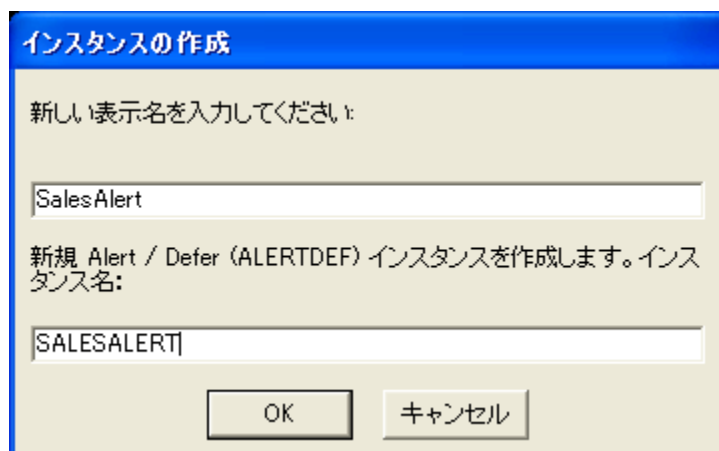 インスタンスの作成
新しい表示名を入力してください:
SalesAlert
新規 Alert / Defer (ALERTDEF) インスタンスを作成します。インス
タンス名:
SALESALERT
OK
キャンセル